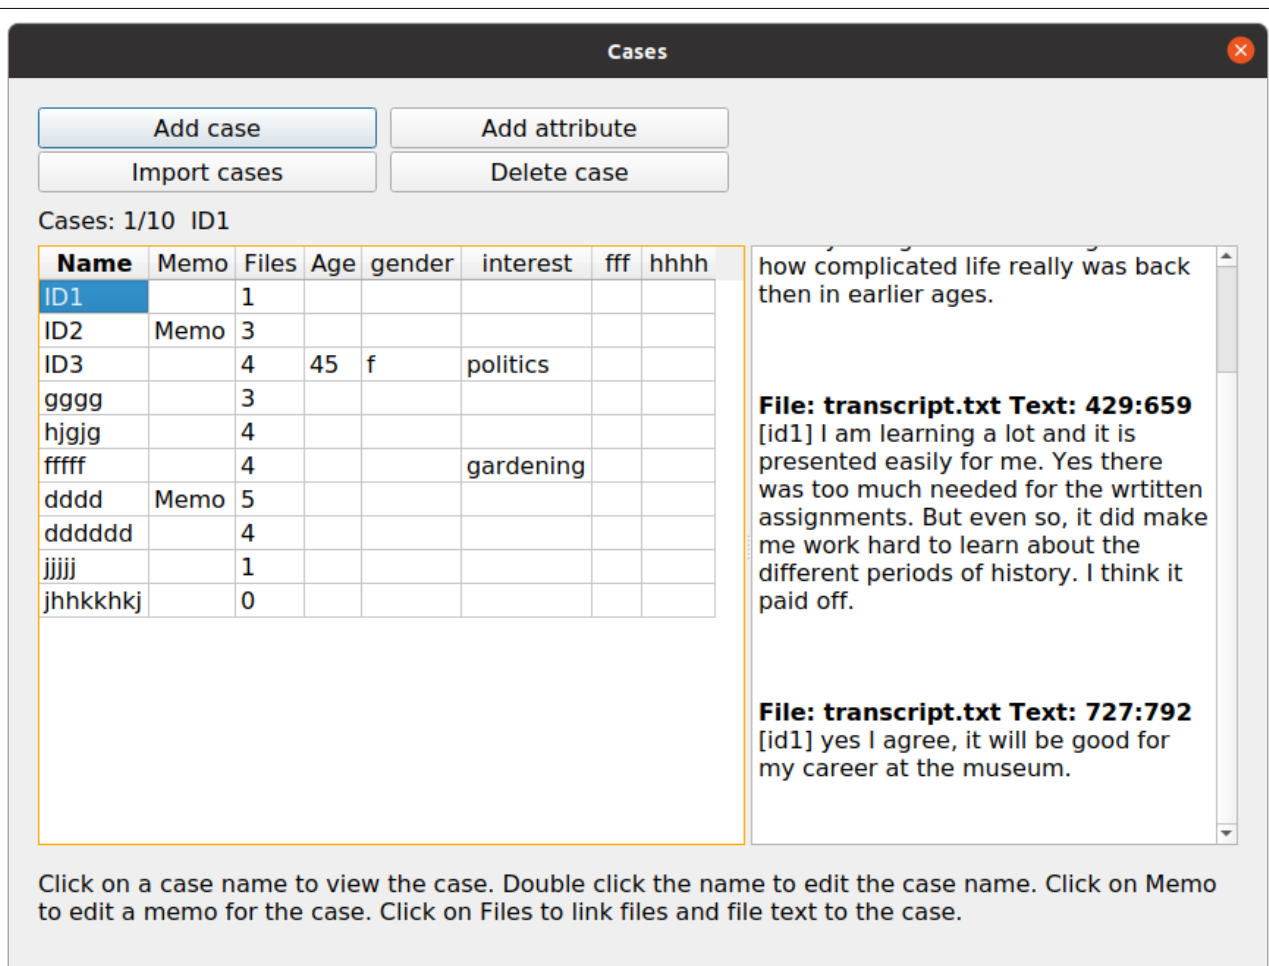 Cases
Add case Add attribute
Import cases Delete case
Cases: 1/10 ID1
Name Memo Files Age gender interest fff hhhh
ID1 1
ID2 Memo 3
ID3 4 45 f politics
gggg 3
hjgjg 4
fffff 4 gardening
dddd Memo 5
dddddd 4
jjjjjj 1
jhhkkhkj 0
how complicated life really was back
then in earlier ages.
File: transcript.txt Text: 429:659
[id1] I am learning a lot and it is
presented easily for me. Yes there
was too much needed for the wrtitten
assignments. But even so, it did make
me work hard to learn about the
different periods of history. I think it
paid off.
File: transcript.txt Text: 727:792
[id1] yes I agree, it will be good for
my career at the museum.
Click on a case name to view the case. Double click the name to edit the case name. Click on Memo
to edit a memo for the case. Click on Files to link files and file text to the case.